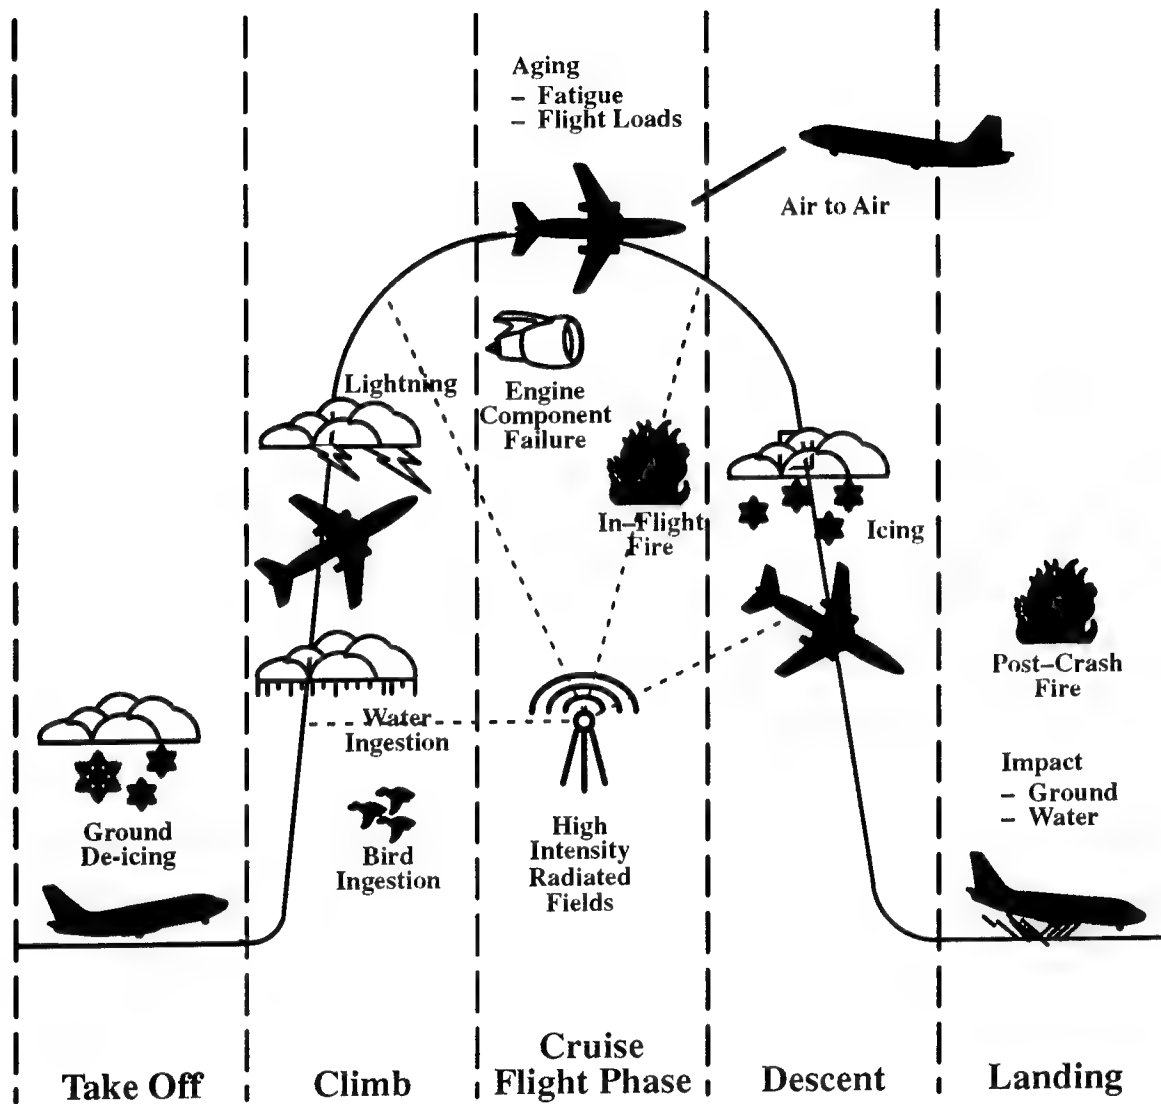 Aging
– Fatigue
– Flight Loads
Air to Air
Lightning
Engine
Component
Failure
In–Flight
Fire
Icing
Post–Crash
Fire
Water
Ingestion
Ground
De-icing
Bird
Ingestion
High
Intensity
Radiated
Fields
Impact
– Ground
– Water
Take Off
Climb
Cruise
Flight Phase
Descent
Landing